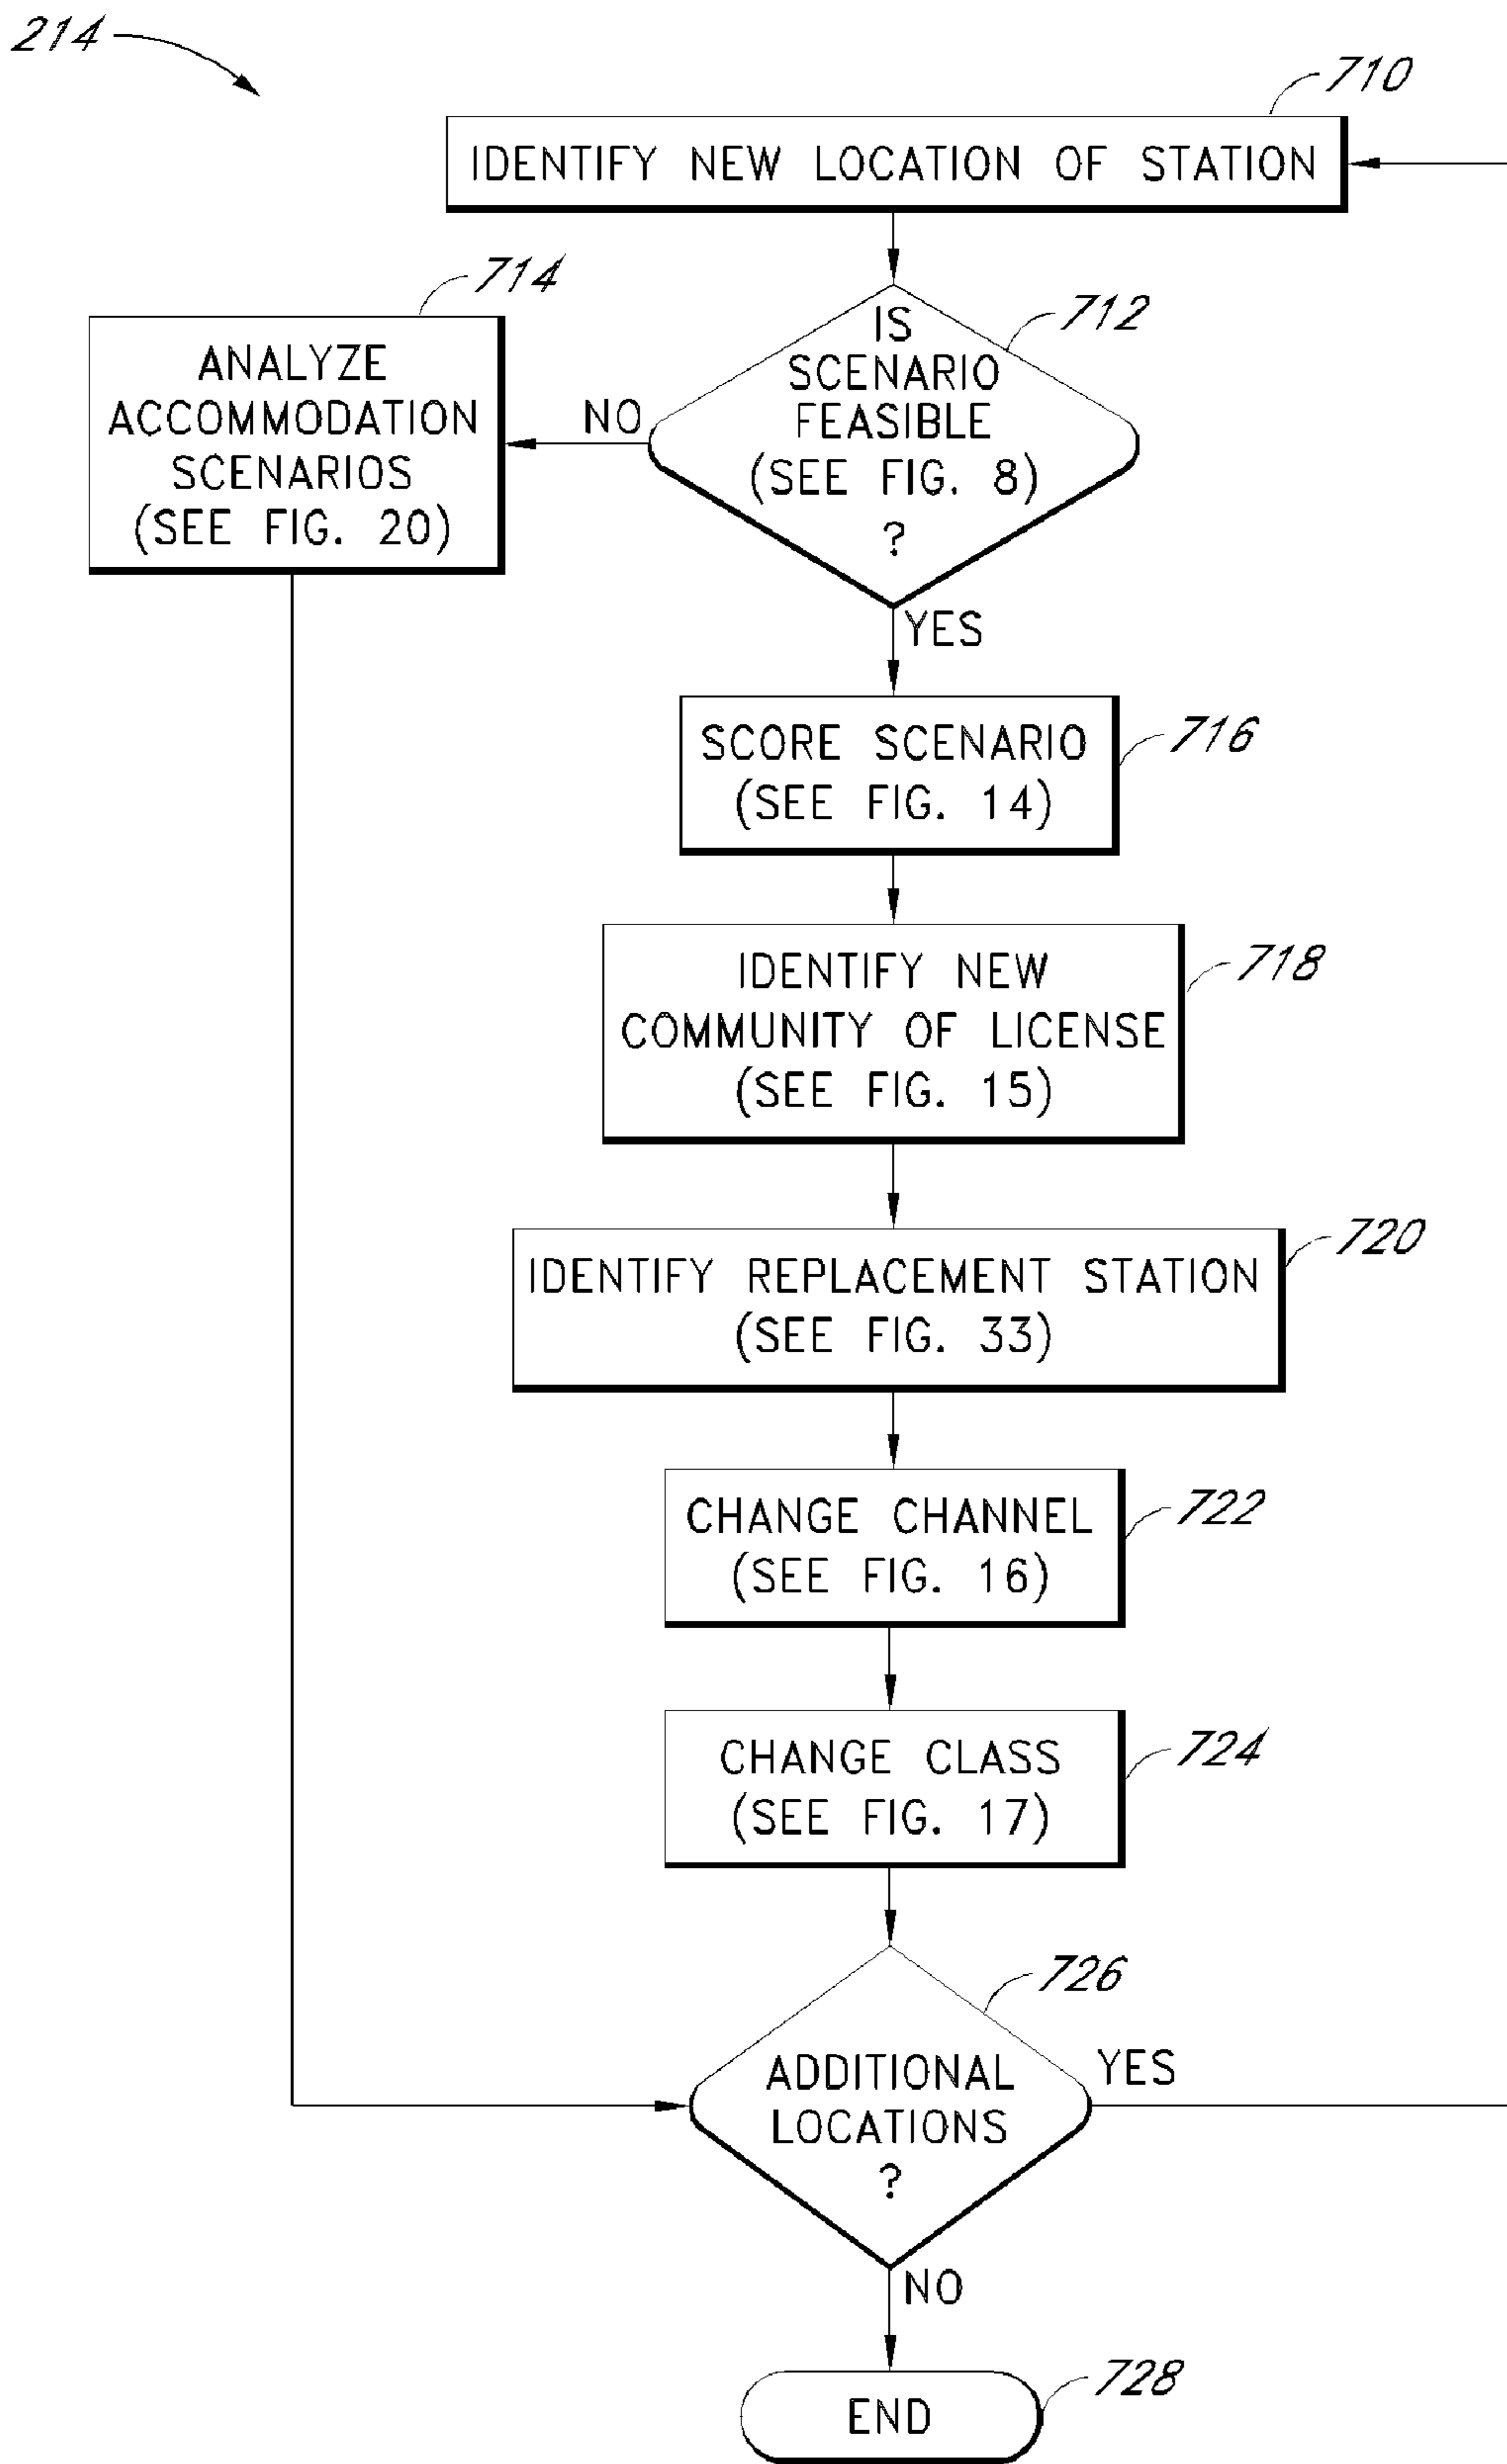 214
710
IDENTIFY NEW LOCATION OF STATION
714
ANALYZE
ACCOMMODATION
SCENARIOS
(SEE FIG. 20)
712
IS
SCENARIO
FEASIBLE
(SEE FIG. 8)
?
NO
YES
716
SCORE SCENARIO
(SEE FIG. 14)
718
IDENTIFY NEW
COMMUNITY OF LICENSE
(SEE FIG. 15)
720
IDENTIFY REPLACEMENT STATION
(SEE FIG. 33)
722
CHANGE CHANNEL
(SEE FIG. 16)
724
CHANGE CLASS
(SEE FIG. 17)
726
ADDITIONAL
LOCATIONS
?
YES
NO
728
END